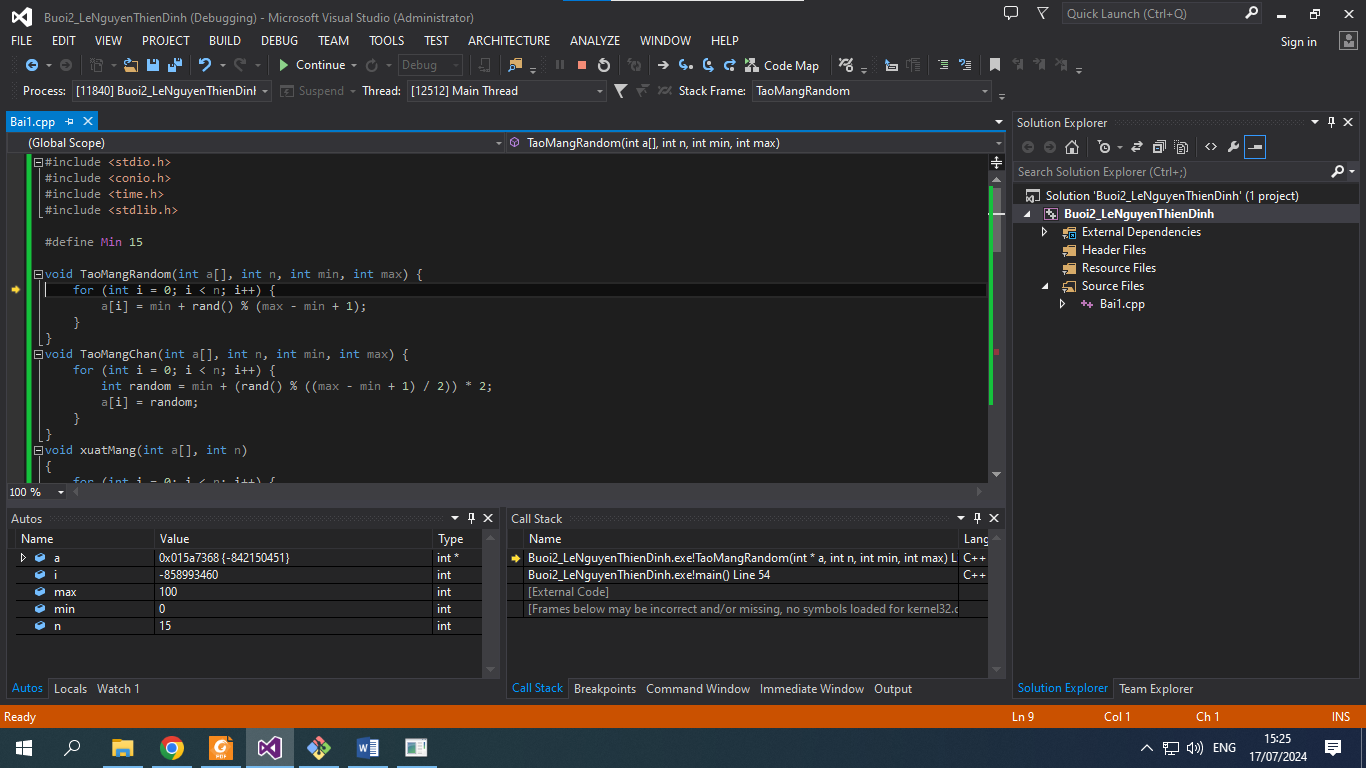 Buoi2_LeNguyenThienDinh (Debugging) - Microsoft Visual Studio (Administrator)
Quick Launch (Ctrl+Q)
FILE EDIT VIEW PROJECT BUILD DEBUG TEAM TOOLS TEST ARCHITECTURE ANALYZE WINDOW HELP
Sign in
Continue Debug Code Map
Process: [11840] Buoi2_LeNguyenThienDinh Suspend Thread: [12512] Main Thread Stack Frame: TaoMangRandom
Bai1.cpp
(Global Scope) TaoMangRandom(int a[], int n, int min, int max)
#include <stdio.h>
#include <conio.h>
#include <time.h>
#include <stdlib.h>
#define Min 15
void TaoMangRandom(int a[], int n, int min, int max) {
for (int i = 0; i < n; i++) {
a[i] = min + rand() % (max - min + 1);
}
}
void TaoMangChan(int a[], int n, int min, int max) {
for (int i = 0; i < n; i++) {
int random = min + (rand() % ((max - min + 1) / 2)) * 2;
a[i] = random;
}
}
void xuatMang(int a[], int n)
{
for (int i = 0; i < n; i++) {
100 %
Solution Explorer
Search Solution Explorer (Ctrl+;)
Solution 'Buoi2_LeNguyenThienDinh' (1 project)
Buoi2_LeNguyenThienDinh
External Dependencies
Header Files
Resource Files
Source Files
Bai1.cpp
Autos
Name Value Type
a 0x015a7368 {-842150451} int *
i -858993460 int
max 100 int
min 0 int
n 15 int
Autos Locals Watch 1
Call Stack
Name Lang
Buoi2_LeNguyenThienDinh.exe!TaoMangRandom(int * a, int n, int min, int max) L C++
Buoi2_LeNguyenThienDinh.exe!main() Line 54 C++
[External Code]
[Frames below may be incorrect and/or missing, no symbols loaded for kernel32.d
Call Stack Breakpoints Command Window Immediate Window Output
Solution Explorer Team Explorer
Ready Ln 9 Col 1 Ch 1 INS
PDF
ENG
15:25
17/07/2024